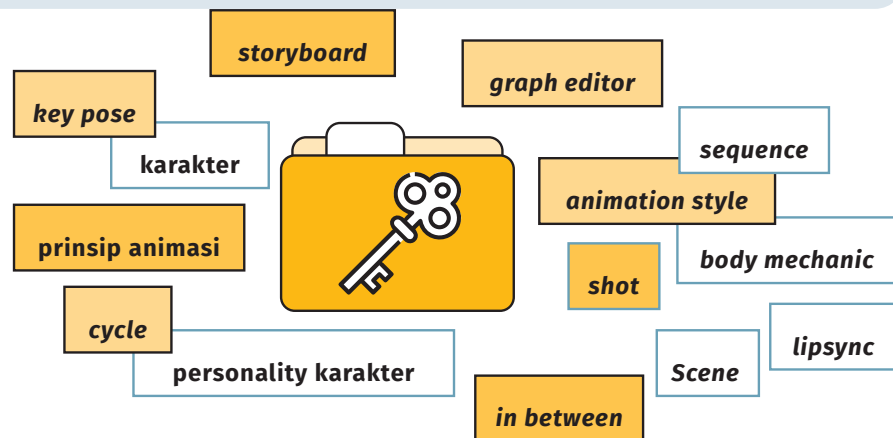 storyboard
graph editor
key pose
sequence
karakter
animation style
prinsip animasi
body mechanic
shot
cycle
lipsync
personality karakter
Scene
in between